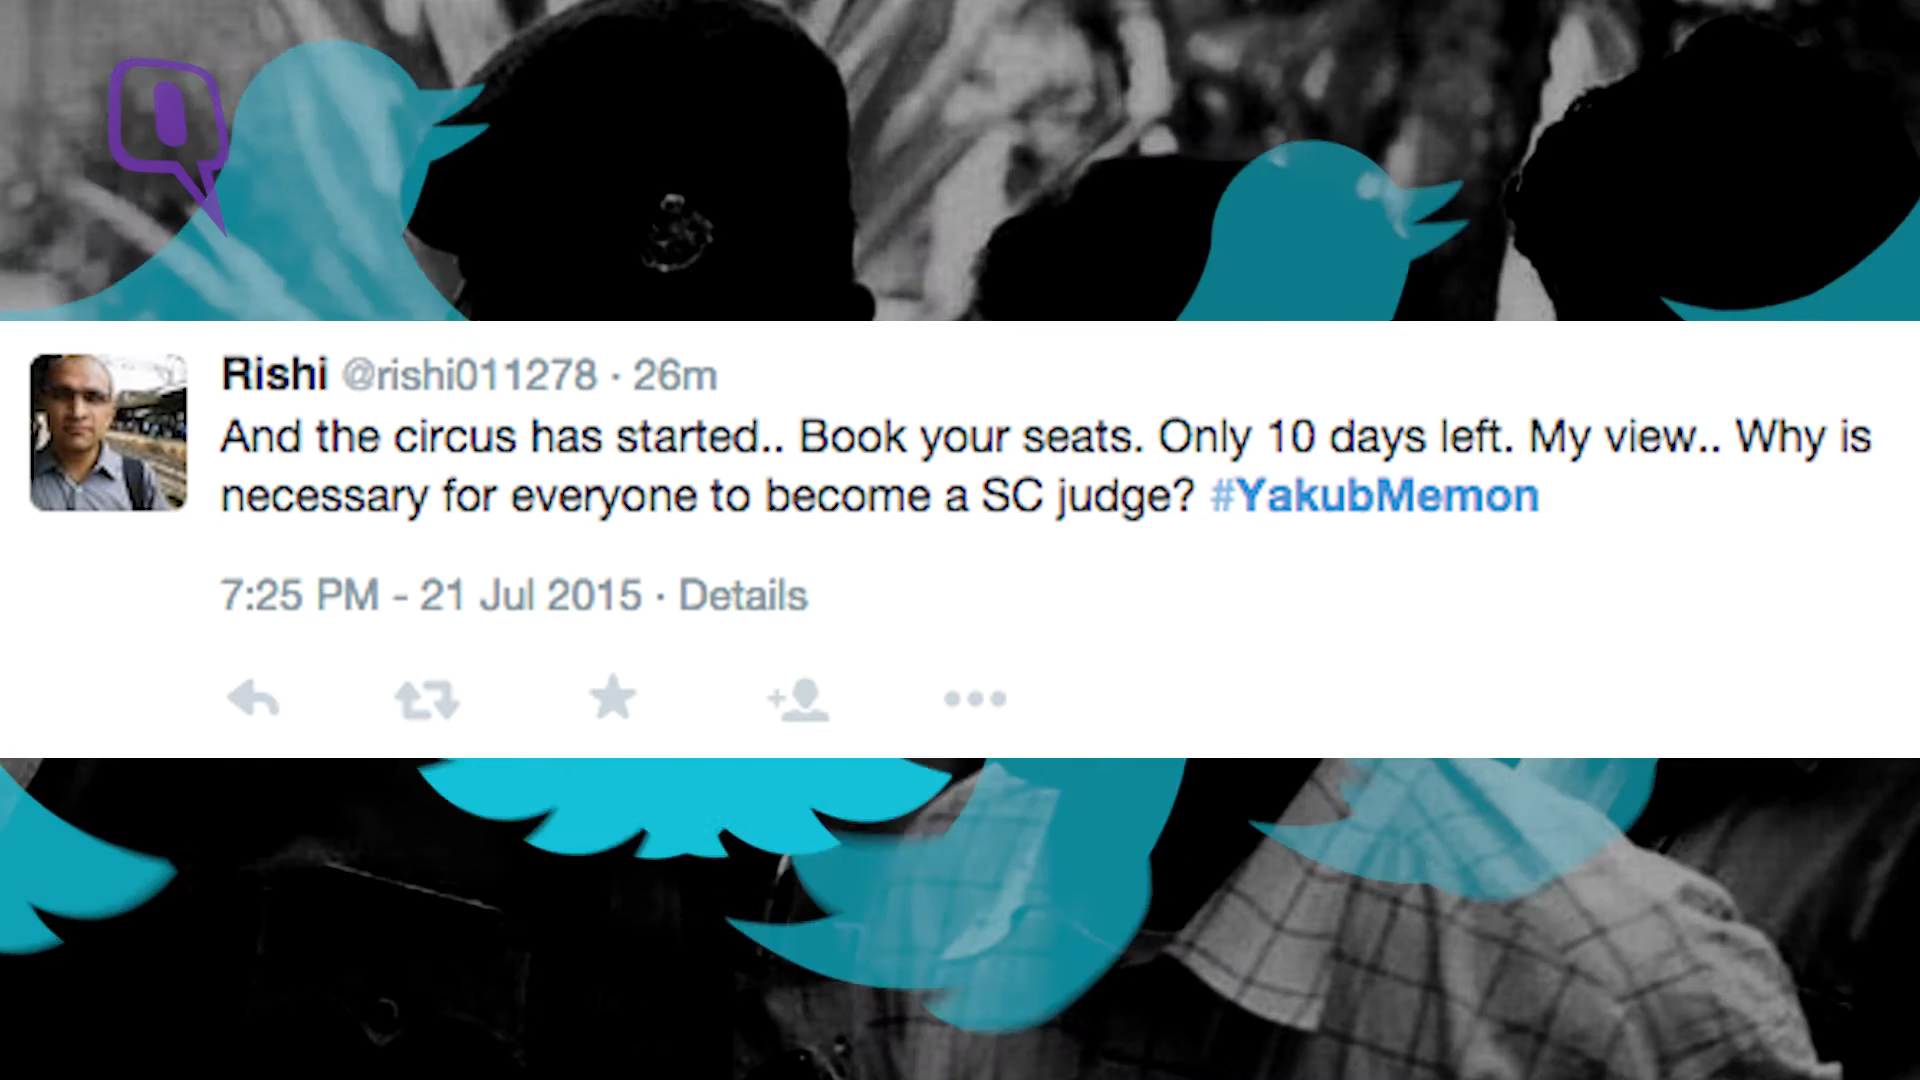 Rishi @rishi011278 · 26m
And the circus has started.. Book your seats. Only 10 days left. My view.. Why is
necessary for everyone to become a SC judge? #YakubMemon
7:25 PM - 21 Jul 2015 · Details